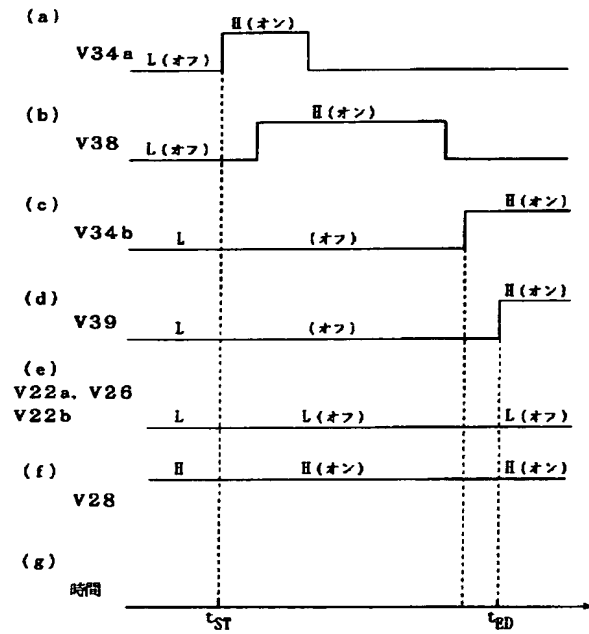 (a)
H(オン)
V34a
L(オフ)
(b)
H(オン)
V38
L(オフ)
(c)
H(オン)
V34b
L
(オフ)
(d)
H(オン)
V39
L
(オフ)
(e)
V22a, V26
V22b
L
L(オフ)
L(オフ)
(f)
H
H(オン)
H(オン)
V28
(g)
時間
tST
tED